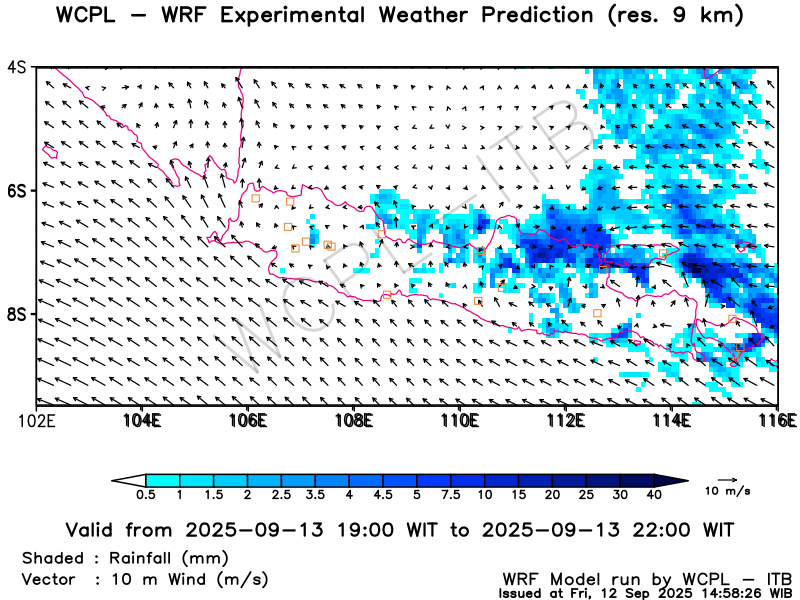 WCPL – WRF Experimental Weather Prediction (res. 9 km)
4S
6S
8S
102E 104E 106E 108E 110E 112E 114E 116E
WCPL-ITB
0.5 1 1.5 2 2.5 3.5 4 4.5 5 7.5 10 15 20 25 30 40
10 m/s
Valid from 2025-09-13 19:00 WIT to 2025-09-13 22:00 WIT
Shaded : Rainfall (mm)
Vector : 10 m Wind (m/s)
WRF Model run by WCPL – ITB
Issued at Fri, 12 Sep 2025 14:58:26 WIB